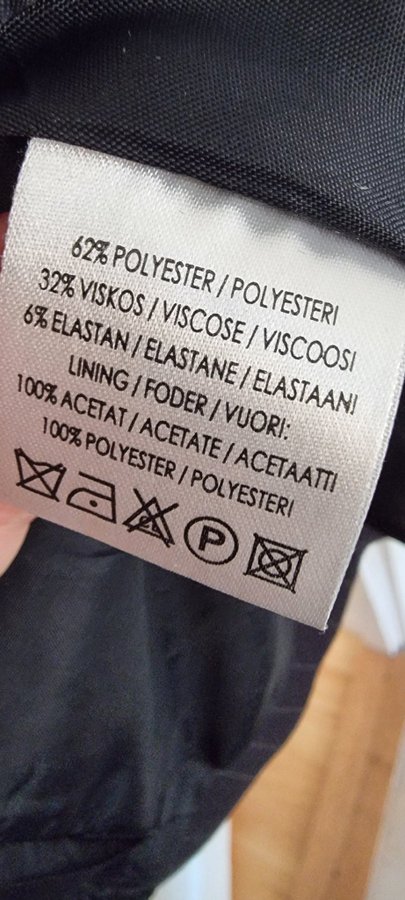 62% POLYESTER / POLYESTERI
32% VISKOS / VISCOSE / VISCOOSI
6% ELASTAN / ELASTANE / ELASTAANI
LINING / FODER / VUORI:
100% ACETAT / ACETATE / ACETAATTI
100% POLYESTER / POLYESTERI
CL P